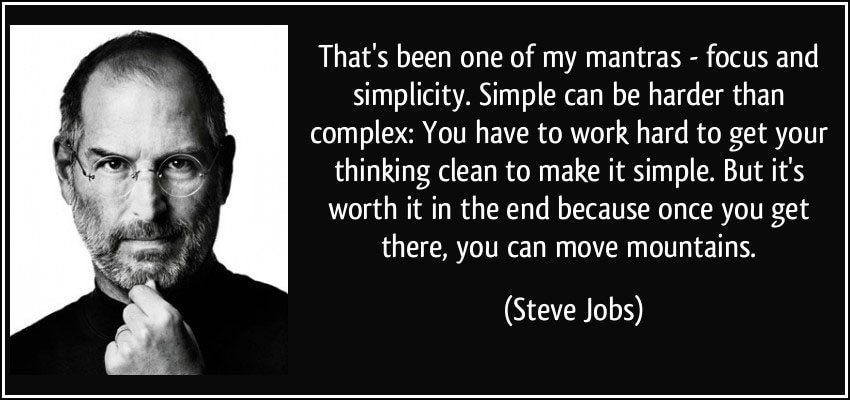 That's been one of my mantras - focus and
simplicity. Simple can be harder than
complex: You have to work hard to get your
thinking clean to make it simple. But it's
worth it in the end because once you get
there, you can move mountains.
(Steve Jobs)